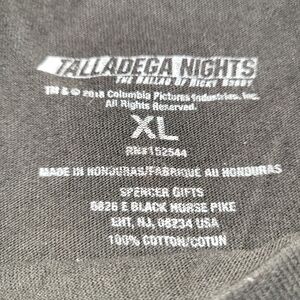 TALLADEGA NIGHTS
THE BALLAD OF RICKY BOBBY
TM & © 2018 Columbia Pictures Industries, Inc.
All Rights Reserved.
XL
RN#152544
MADE IN HONDURAS/FABRIQUE AU HONDURAS
SPENCER GIFTS
6826 E BLACK HORSE PIKE
EHT, NJ, 08234 USA
100% COTTON/COTUN